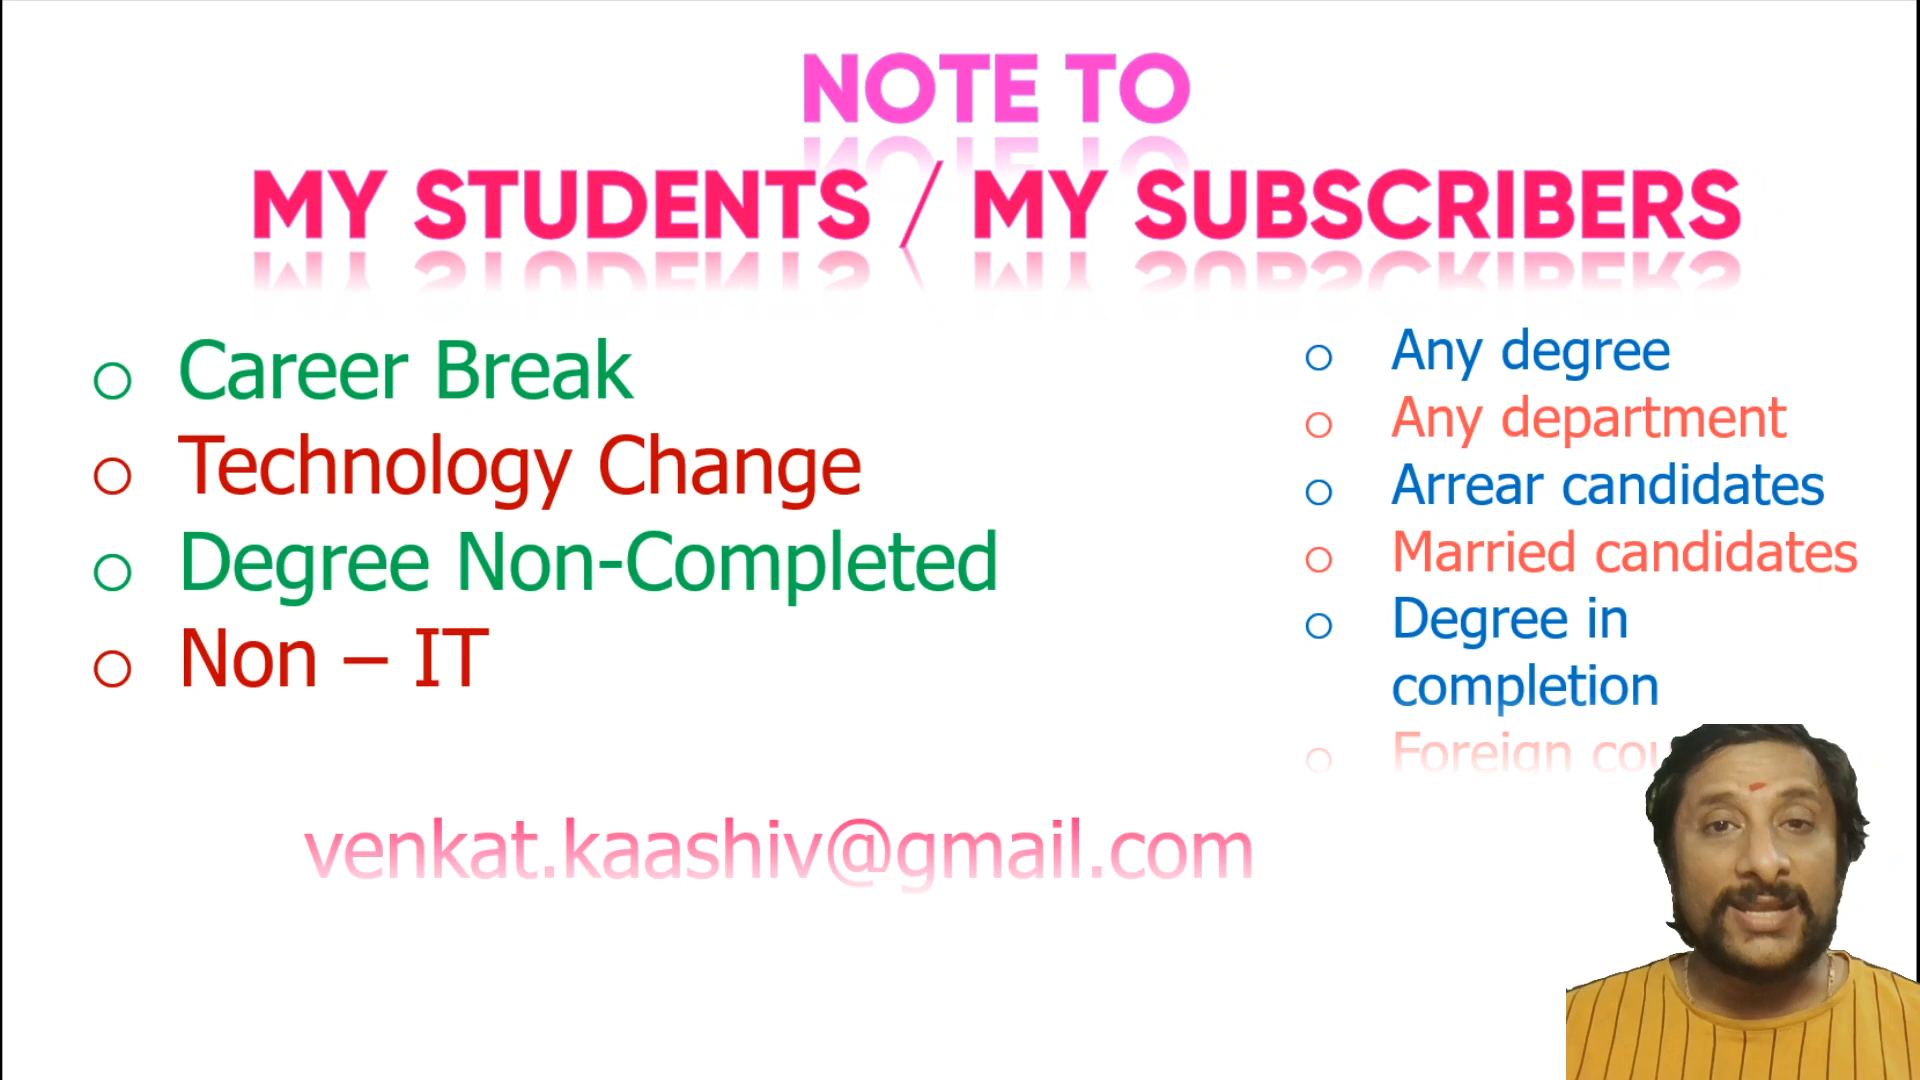 NOTE TO
MY STUDENTS / MY SUBSCRIBERS
o Career Break
o Technology Change
o Degree Non-Completed
o Non – IT
o Any degree
o Any department
o Arrear candidates
o Married candidates
o Degree in
completion
o Foreign
venkat.kaashiv@gmail.com